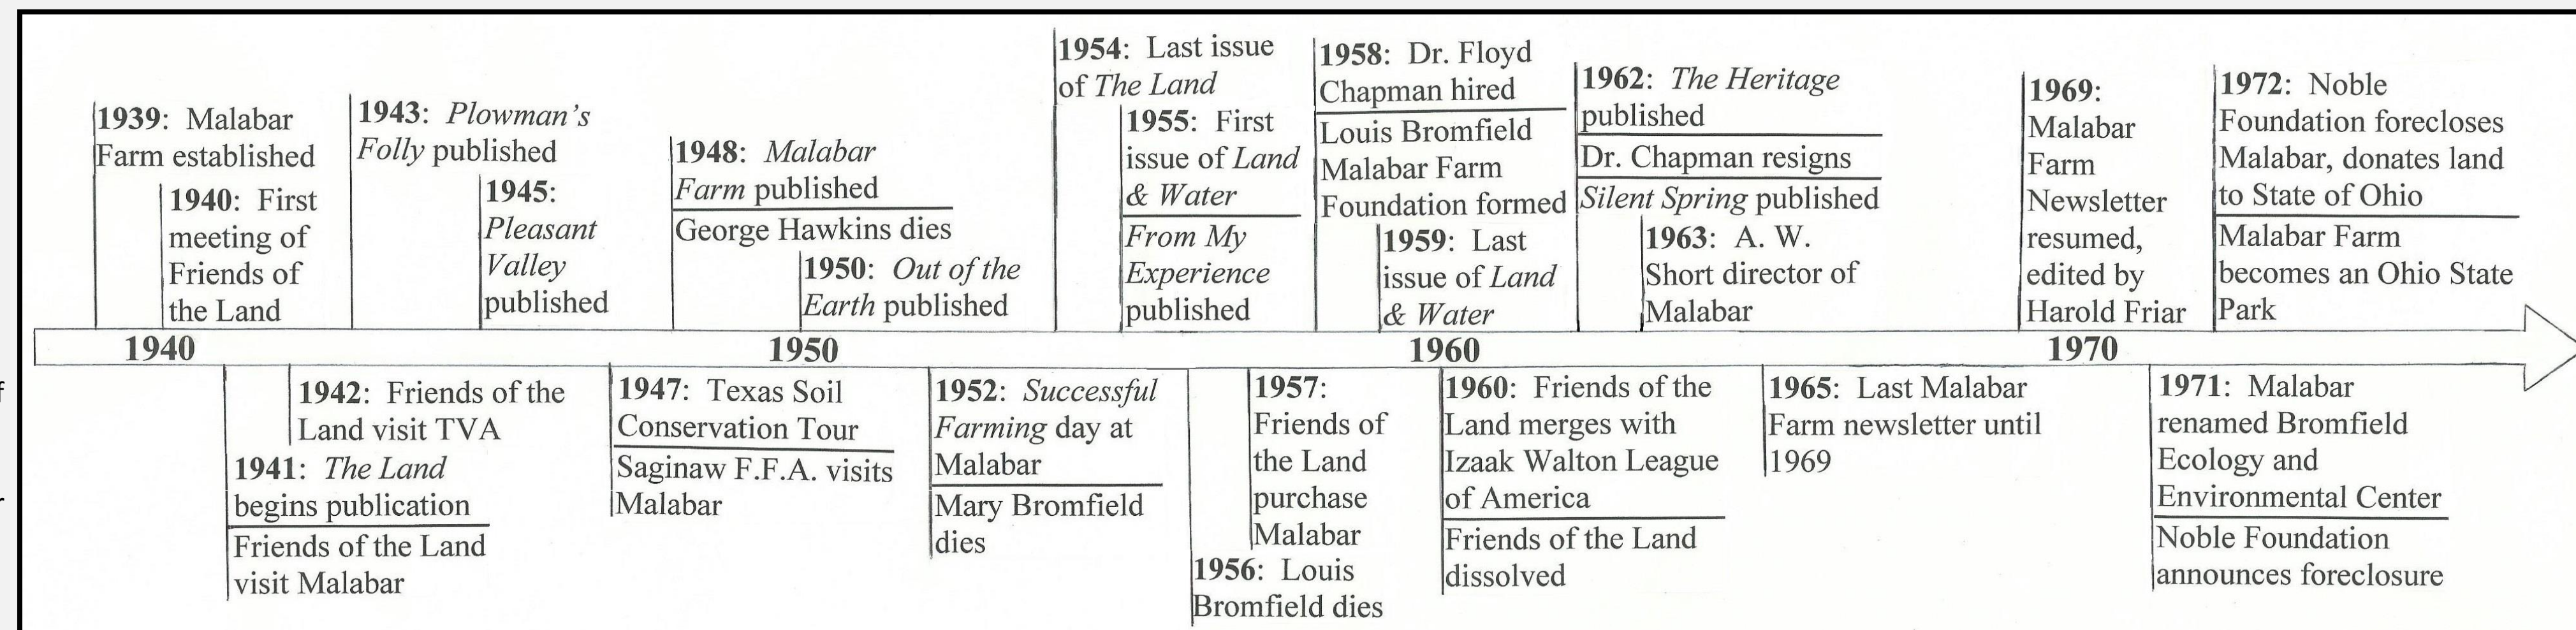 1939: Malabar
Farm established
1940: First
meeting of
Friends of
the Land
1943: Plowman's
Folly published
1945:
Pleasant
Valley
published
1948: Malabar
Farm published
George Hawkins dies
1950: Out of the
Earth published
1954: Last issue
of The Land
1955: First
issue of Land
& Water
From My
Experience
published
1958: Dr. Floyd
Chapman hired
Louis Bromfield
Malabar Farm
Foundation formed
1959: Last
issue of Land
& Water
1962: The Heritage
published
Dr. Chapman resigns
Silent Spring published
1963: A. W.
Short director of
Malabar
1969:
Malabar
Farm
Newsletter
resumed,
edited by
Harold Friar
1972: Noble
Foundation forecloses
Malabar, donates land
to State of Ohio
Malabar Farm
becomes an Ohio State
Park
1940 1950 1960 1970
1942: Friends of the
Land visit TVA
1941: The Land
begins publication
Friends of the Land
visit Malabar
1947: Texas Soil
Conservation Tour
Saginaw F.F.A. visits
Malabar
1952: Successful
Farming day at
Malabar
Mary Bromfield
dies
1957:
Friends of
the Land
purchase
Malabar
1956: Louis
Bromfield dies
1960: Friends of the
Land merges with
Izaak Walton League
of America
Friends of the Land
dissolved
1965: Last Malabar
Farm newsletter until
1969
1971: Malabar
renamed Bromfield
Ecology and
Environmental Center
Noble Foundation
announces foreclosure